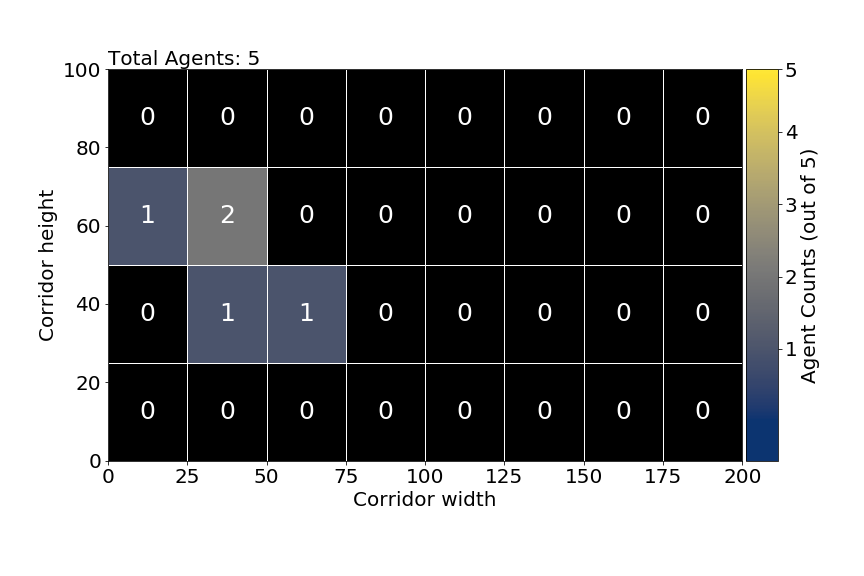 Total Agents: 5
100
80
60
40
20
0
Corridor height
0 0 0 0 0 0 0 0
1 2 0 0 0 0 0 0
0 1 1 0 0 0 0 0
0 0 0 0 0 0 0 0
0 25 50 75 100 125 150 175 200
Corridor width
5
4
3
2
1
Agent Counts (out of 5)